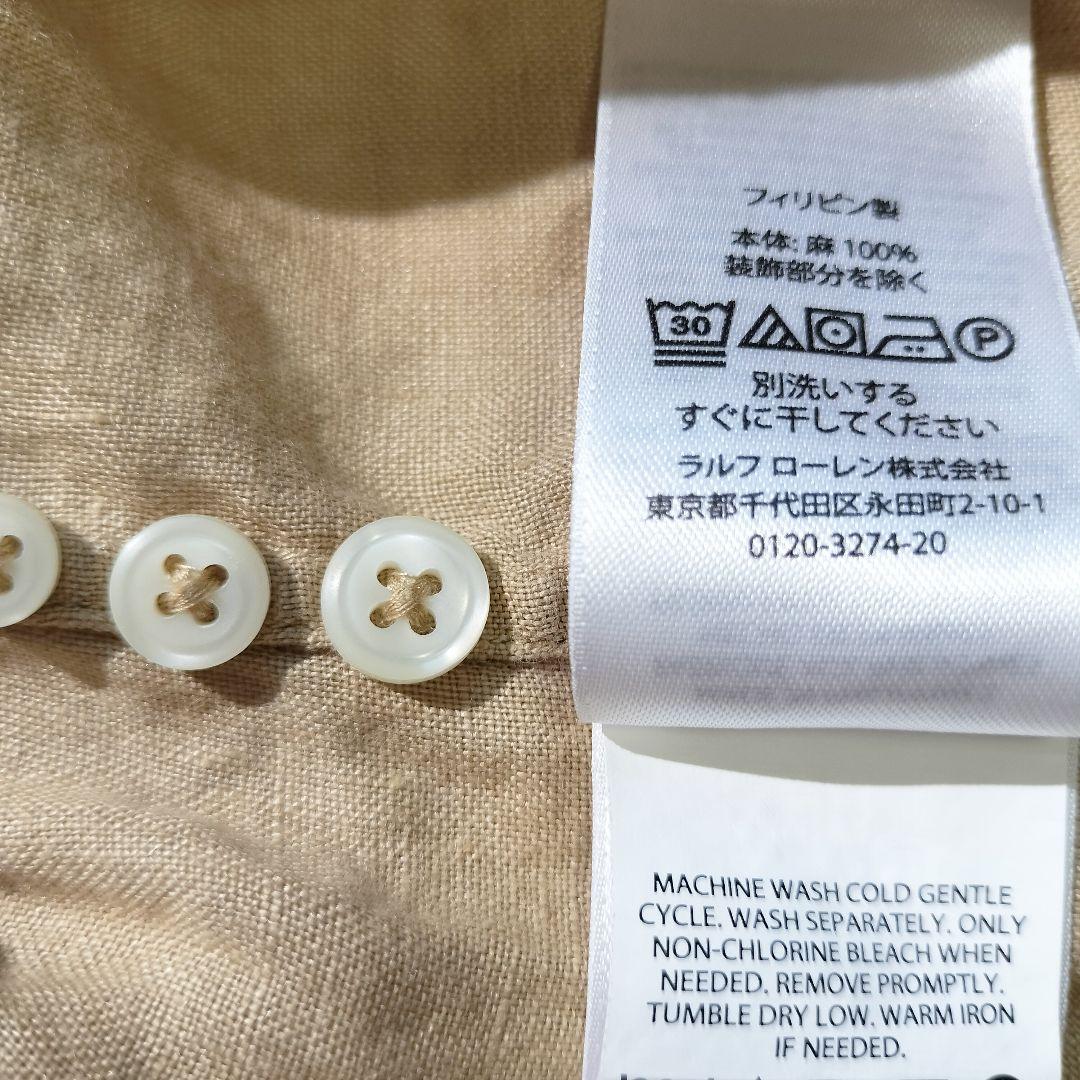 フィリピン製
本体: 麻 100%
装飾部分を除く
30 P
別洗いする
すぐに干してください
ラルフ ローレン株式会社
東京都千代田区永田町2-10-1
0120-3274-20
MACHINE WASH COLD GENTLE
CYCLE. WASH SEPARATELY. ONLY
NON-CHLORINE BLEACH WHEN
NEEDED. REMOVE PROMPTLY.
TUMBLE DRY LOW. WARM IRON
IF NEEDED.